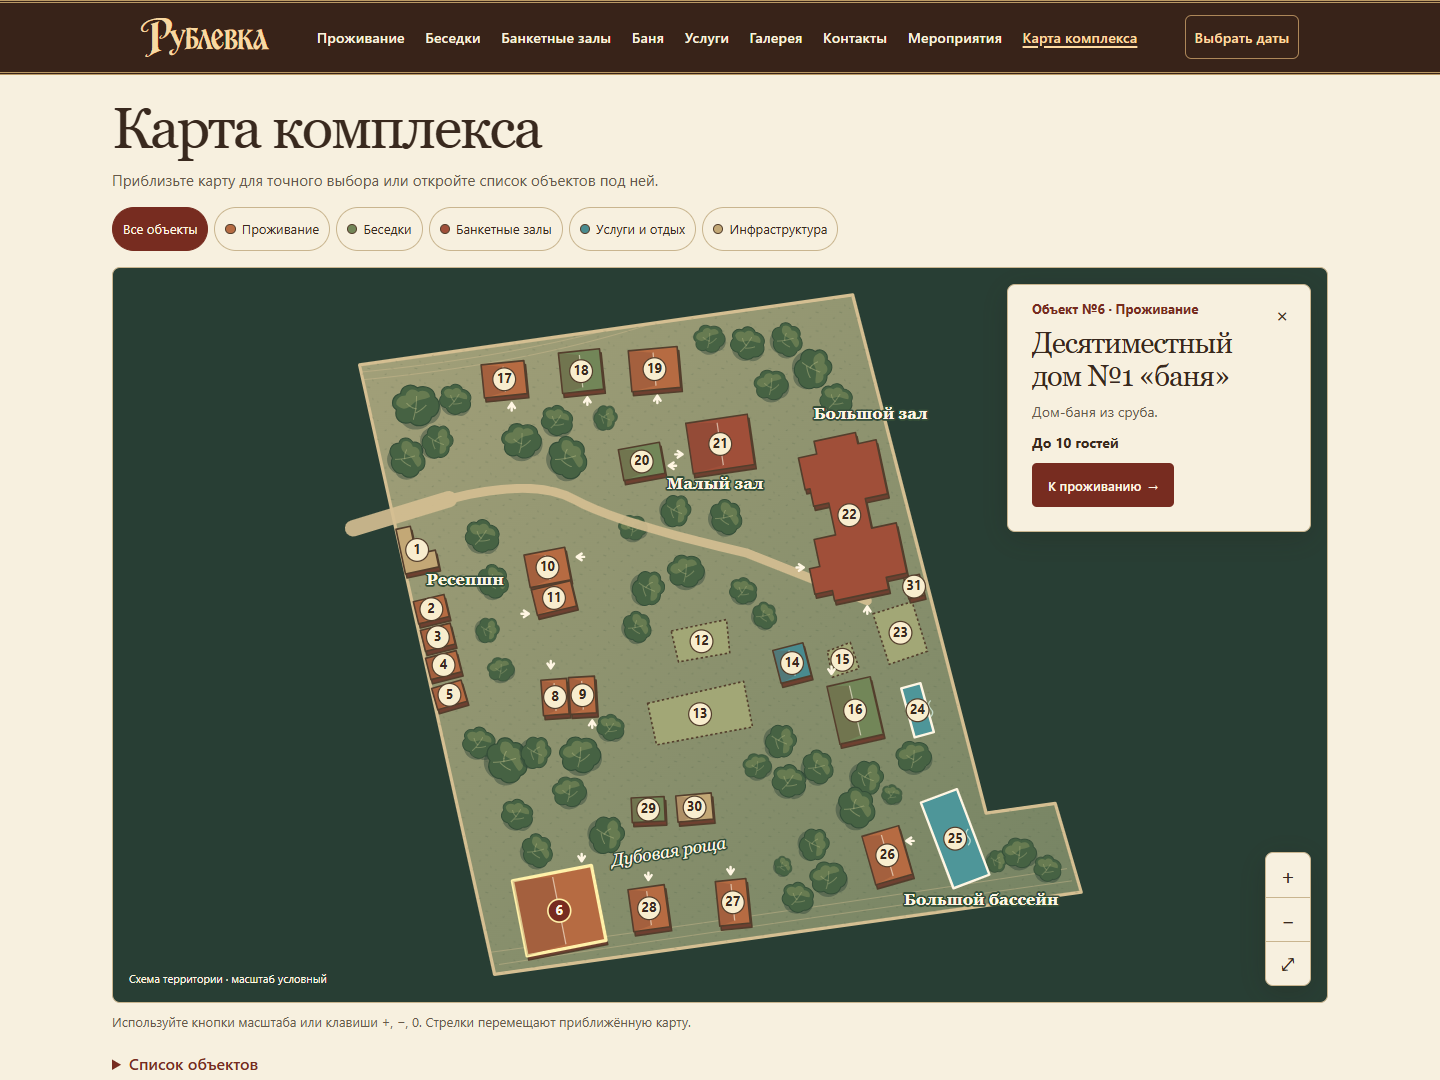 Рублевка
Проживание Беседки Банкетные залы Баня Услуги Галерея Контакты Мероприятия Карта комплекса Выбрать даты
Карта комплекса
Приблизьте карту для точного выбора или откройте список объектов под ней.
Все объекты Проживание Беседки Банкетные залы Услуги и отдых Инфраструктура
Объект №6 · Проживание ×
Десятиместный
дом №1 «баня»
Дом-баня из сруба.
До 10 гостей
К проживанию →
17 18 19
Большой зал
20 21
Малый зал
22
1
Ресепшн
10
11
31
2
3
4
5
12
23
14 15
8 9
13
16 24
29 30
Дубовая роща
25
26
Большой бассейн
6 28 27
+
−
Схема территории · масштаб условный
Используйте кнопки масштаба или клавиши +, −, 0. Стрелки перемещают приближённую карту.
Список объектов